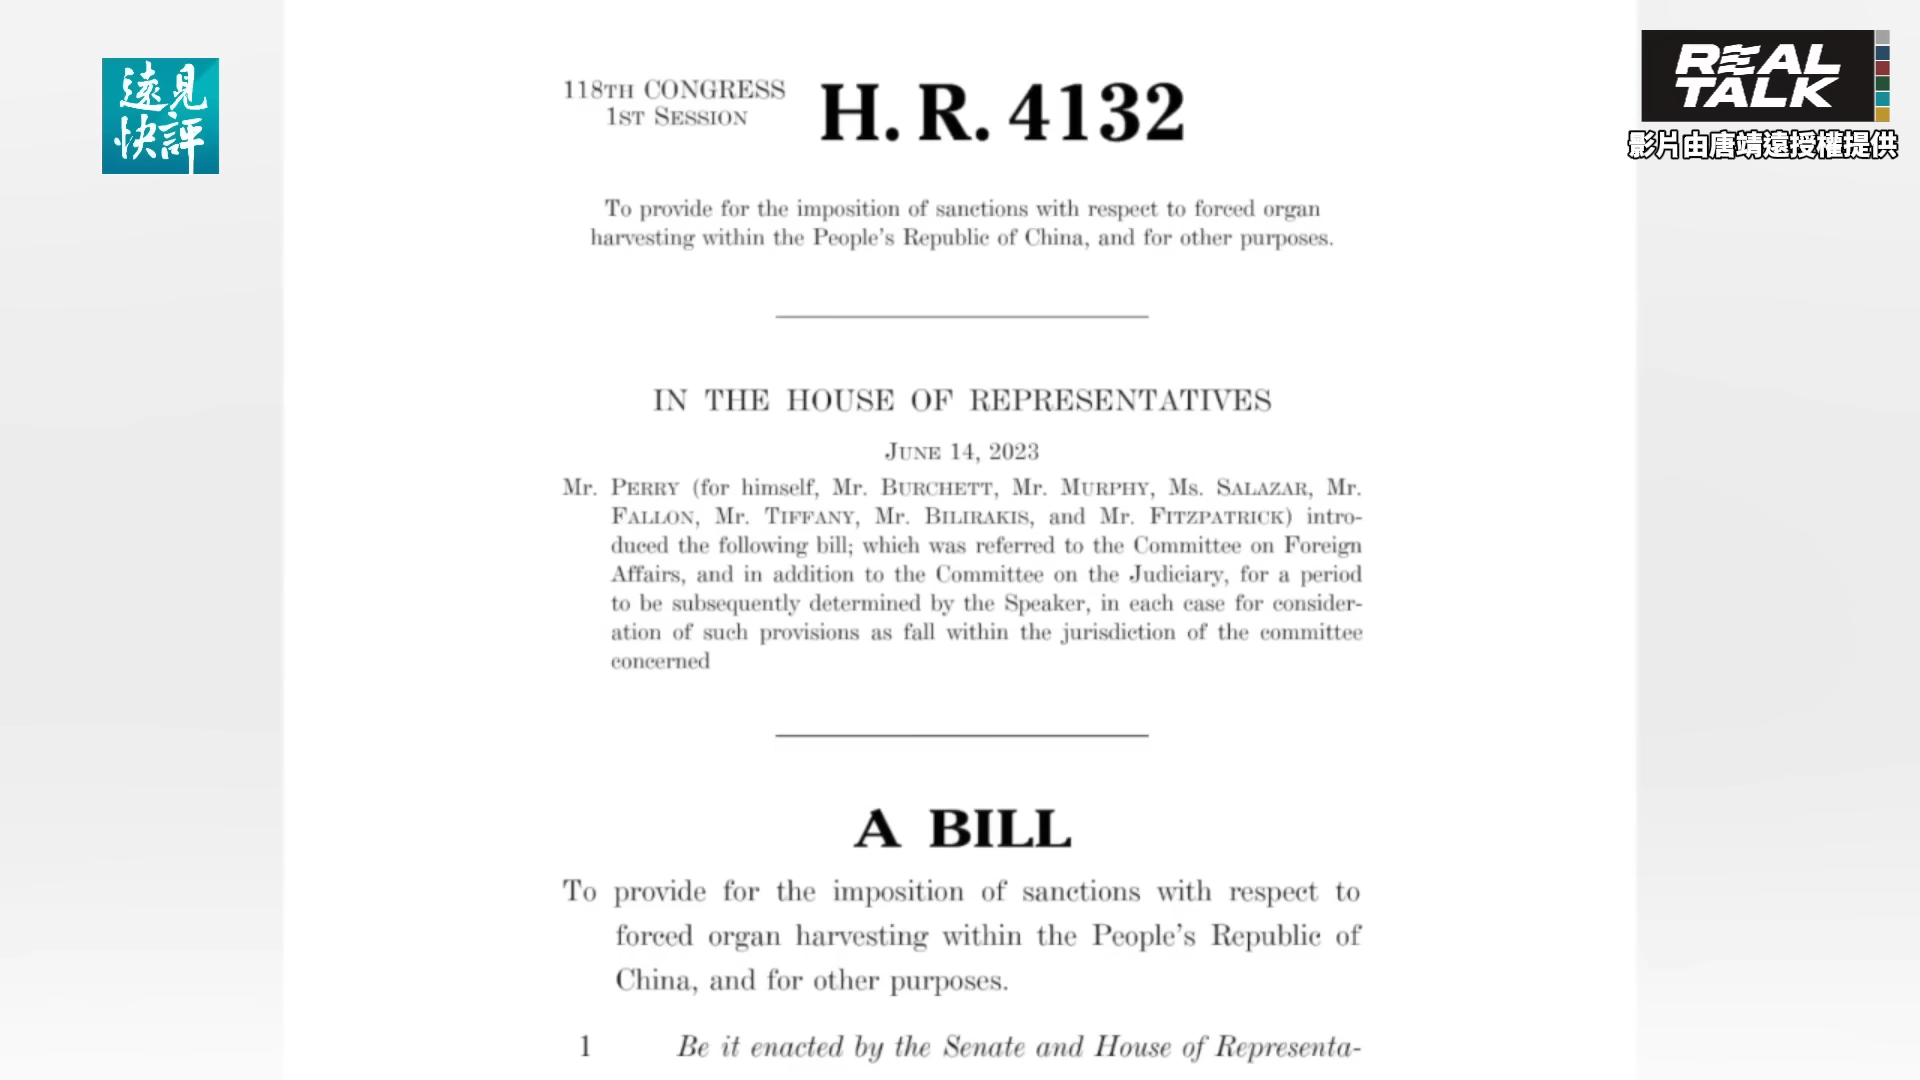 遠見
快評
REAL
TALK
影片由唐靖遠授權提供
118TH CONGRESS
1ST SESSION
H. R. 4132
To provide for the imposition of sanctions with respect to forced organ
harvesting within the People's Republic of China, and for other purposes.
IN THE HOUSE OF REPRESENTATIVES
JUNE 14, 2023
Mr. PERRY (for himself, Mr. BURCHETT, Mr. MURPHY, Ms. SALAZAR, Mr.
FALLON, Mr. TIFFANY, Mr. BILIRAKIS, and Mr. FITZPATRICK) intro-
duced the following bill; which was referred to the Committee on Foreign
Affairs, and in addition to the Committee on the Judiciary, for a period
to be subsequently determined by the Speaker, in each case for consider-
ation of such provisions as fall within the jurisdiction of the committee
concerned
A BILL
To provide for the imposition of sanctions with respect to
forced organ harvesting within the People's Republic of
China, and for other purposes.
1 Be it enacted by the Senate and House of Representa-